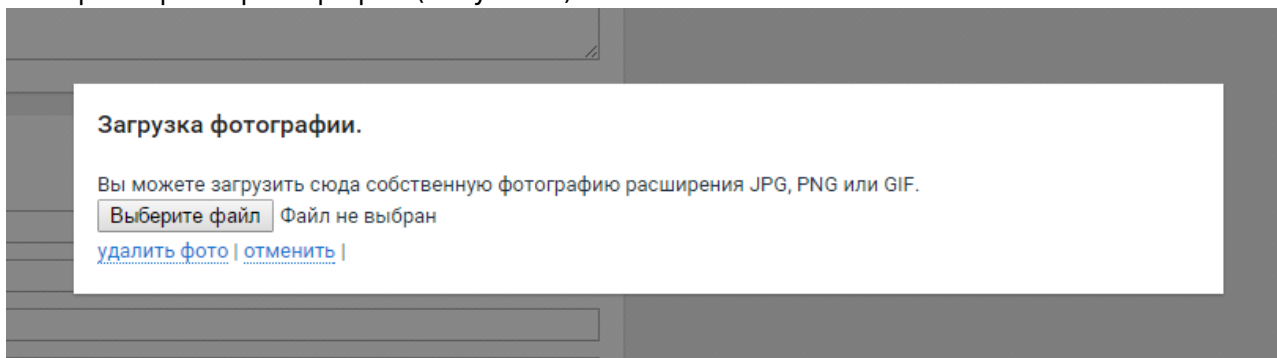 Загрузка фотографии.
Вы можете загрузить сюда собственную фотографию расширения JPG, PNG или GIF.
Выберите файл Файл не выбран
удалить фото | отменить |